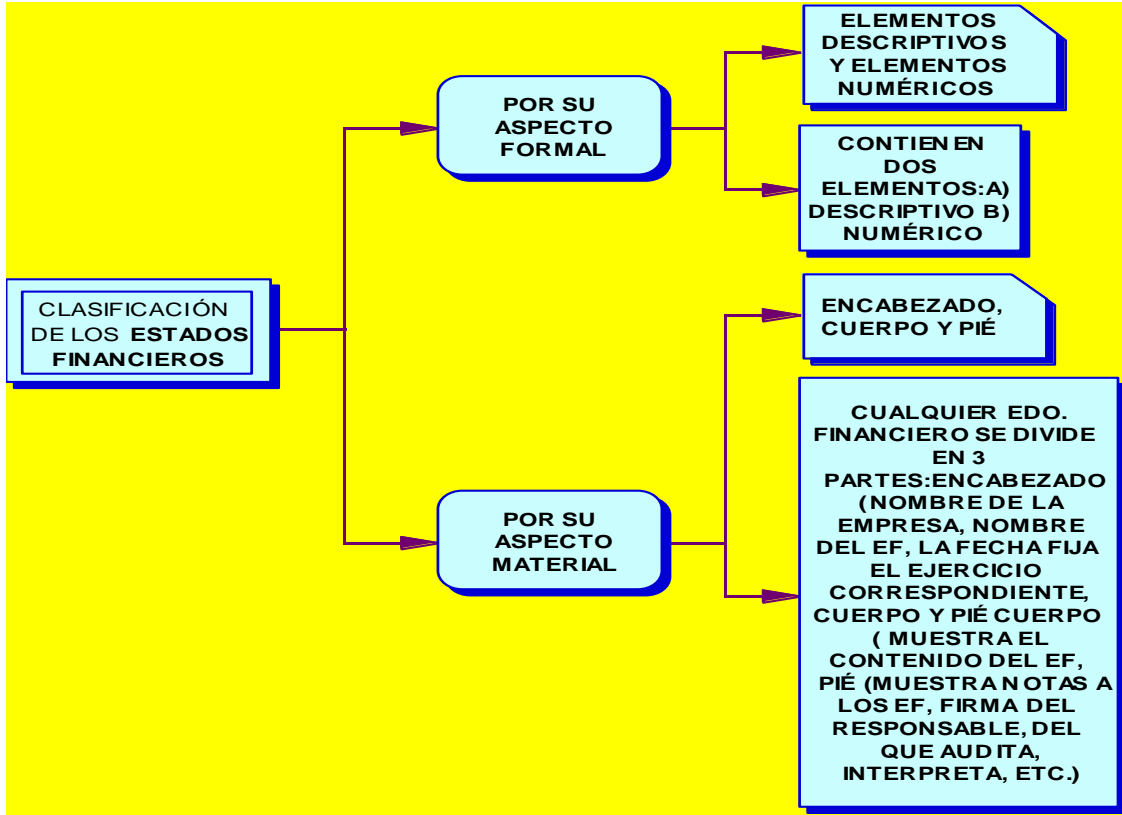 CLASIFICACIÓN
DE LOS ESTADOS
FINANCIEROS
POR SU
ASPECTO
FORMAL
ELEMENTOS
DESCRIPTIVOS
Y ELEMENTOS
NUMÉRICOS
CONTIENEN
DOS
ELEMENTOS:A)
DESCRIPTIVO B)
NUMÉRICO
POR SU
ASPECTO
MATERIAL
ENCABEZADO,
CUERPO Y PIÉ
CUALQUIER EDO.
FINANCIERO SE DIVIDE
EN 3
PARTES:ENCABEZADO
(NOMBRE DE LA
EMPRESA, NOMBRE
DEL EF, LA FECHA FIJA
EL EJERCICIO
CORRESPONDIENTE,
CUERPO Y PIÉ CUERPO
( MUESTRA EL
CONTENIDO DEL EF,
PIÉ (MUESTRA NOTAS A
LOS EF, FIRMA DEL
RESPONSABLE, DEL
QUE AUDITA,
INTERPRETA, ETC.)